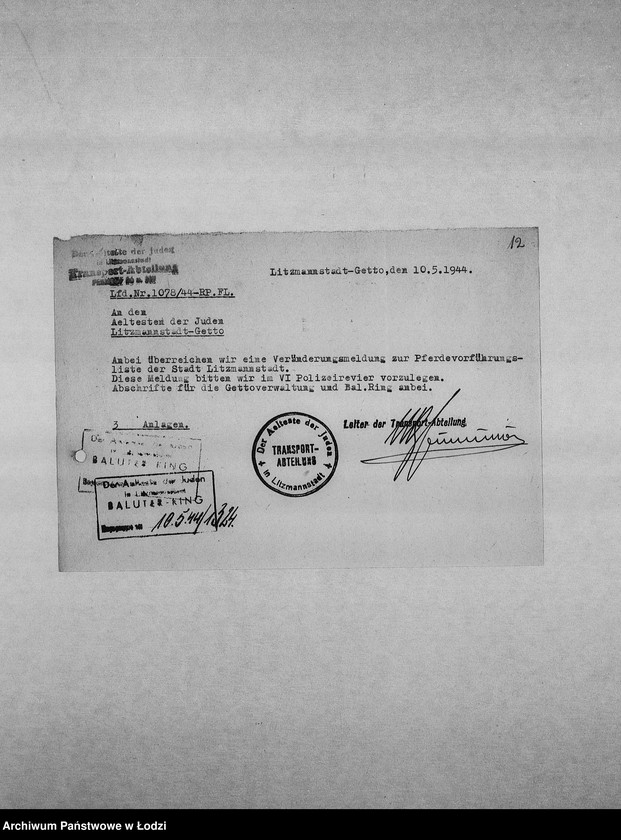 12
Der Aelteste der Juden
in Litzmannstadt
Transport-Abteilung
Litzmannstadt-Getto,den 10.5.1944.
Lfd.Nr.1078/44-RP.FL.
An den
Aeltesten der Juden
Litzmannstadt-Getto
Anbei überreichen wir eine Veränderungsmeldung zur Pferdevorführungs-
liste der Stadt Litzmannstadt.
Diese Meldung bitten wir im VI Polizeirevier vorzulegen.
Abschrifte für die Gettoverwaltung und Bal.Ring anbei.
3 Anlagen.
Leiter der Transport-Abteilung
Der Aelteste der Juden
TRANSPORT-
ABTEILUNG
in Litzmannstadt
BALUTER RING
Der Aelteste der Juden
in Litzmannstadt
BALUTER-RING
10.5.44
Archiwum Państwowe w Łodzi